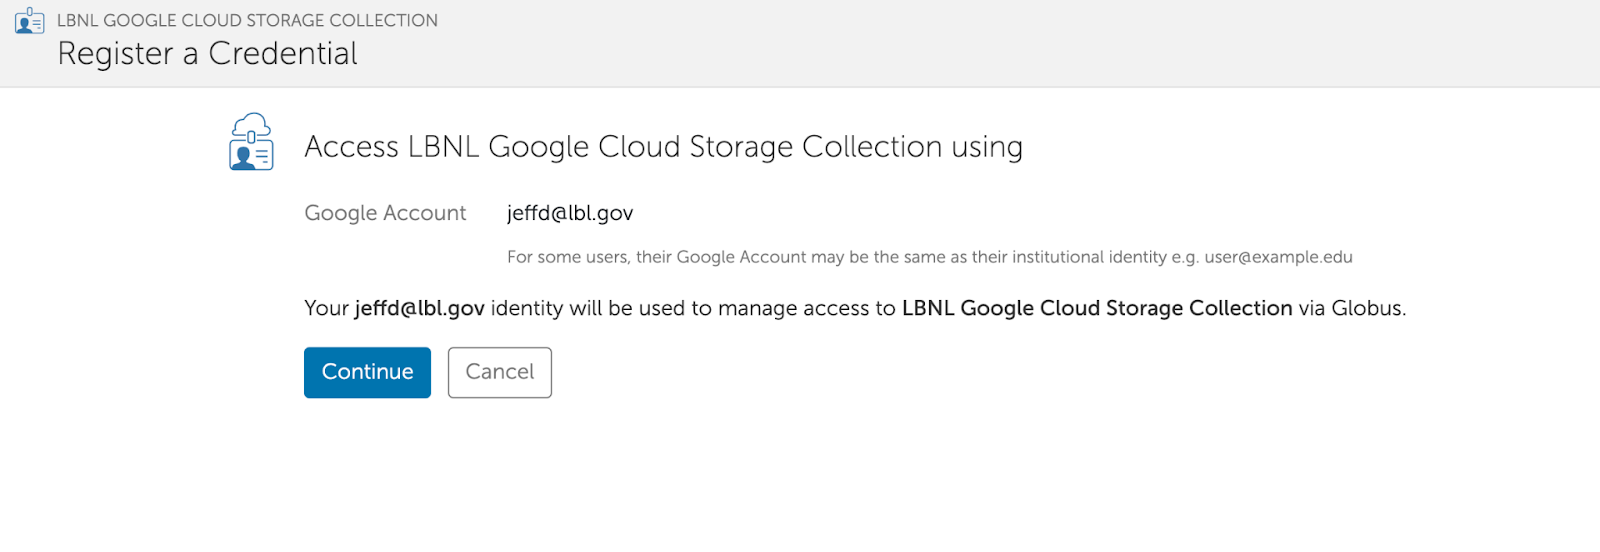 LBNL GOOGLE CLOUD STORAGE COLLECTION
Register a Credential
Access LBNL Google Cloud Storage Collection using
Google Account jeffd@lbl.gov
For some users, their Google Account may be the same as their institutional identity e.g. user@example.edu
Your jeffd@lbl.gov identity will be used to manage access to LBNL Google Cloud Storage Collection via Globus.
Continue Cancel